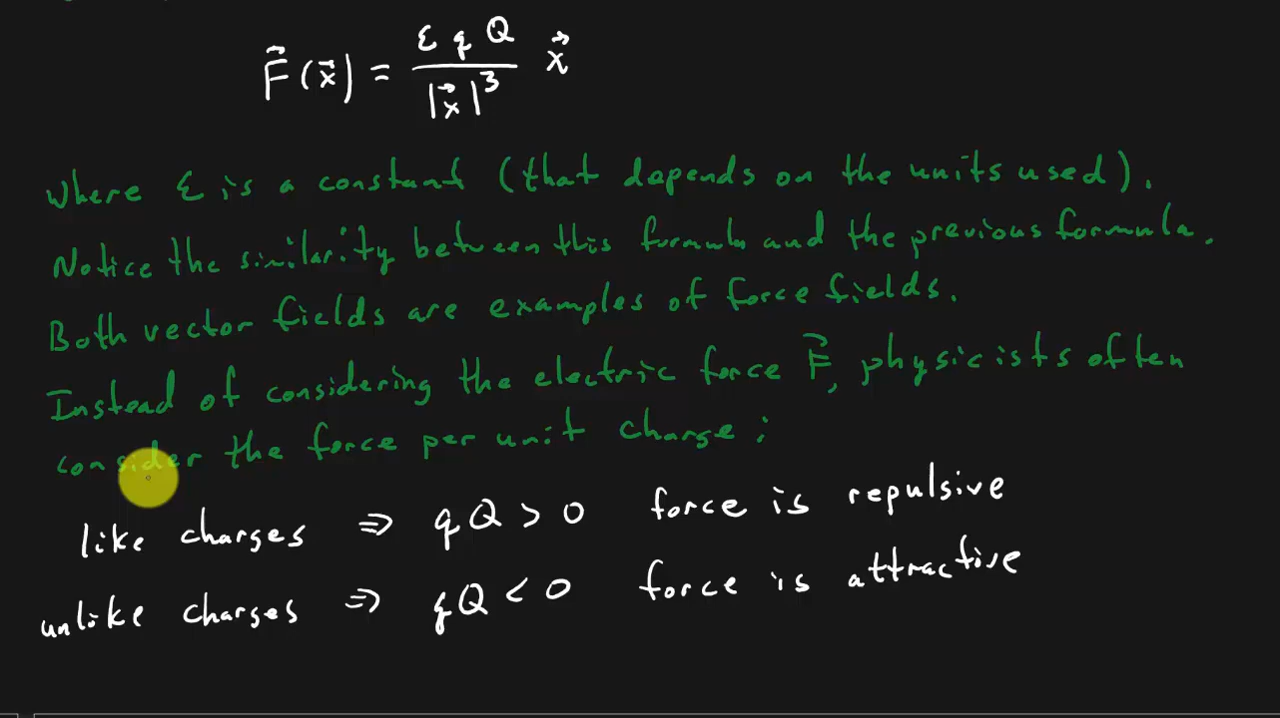 F⃗(x⃗) = εqQ/|x⃗|³ x⃗
where ε is a constant (that depends on the units used).
Notice the similarity between this formula and the previous formula.
Both vector fields are examples of force fields.
Instead of considering the electric force F⃗, physicists often
consider the force per unit charge:
like charges ⇒ qQ > 0 force is repulsive
unlike charges ⇒ qQ < 0 force is attractive